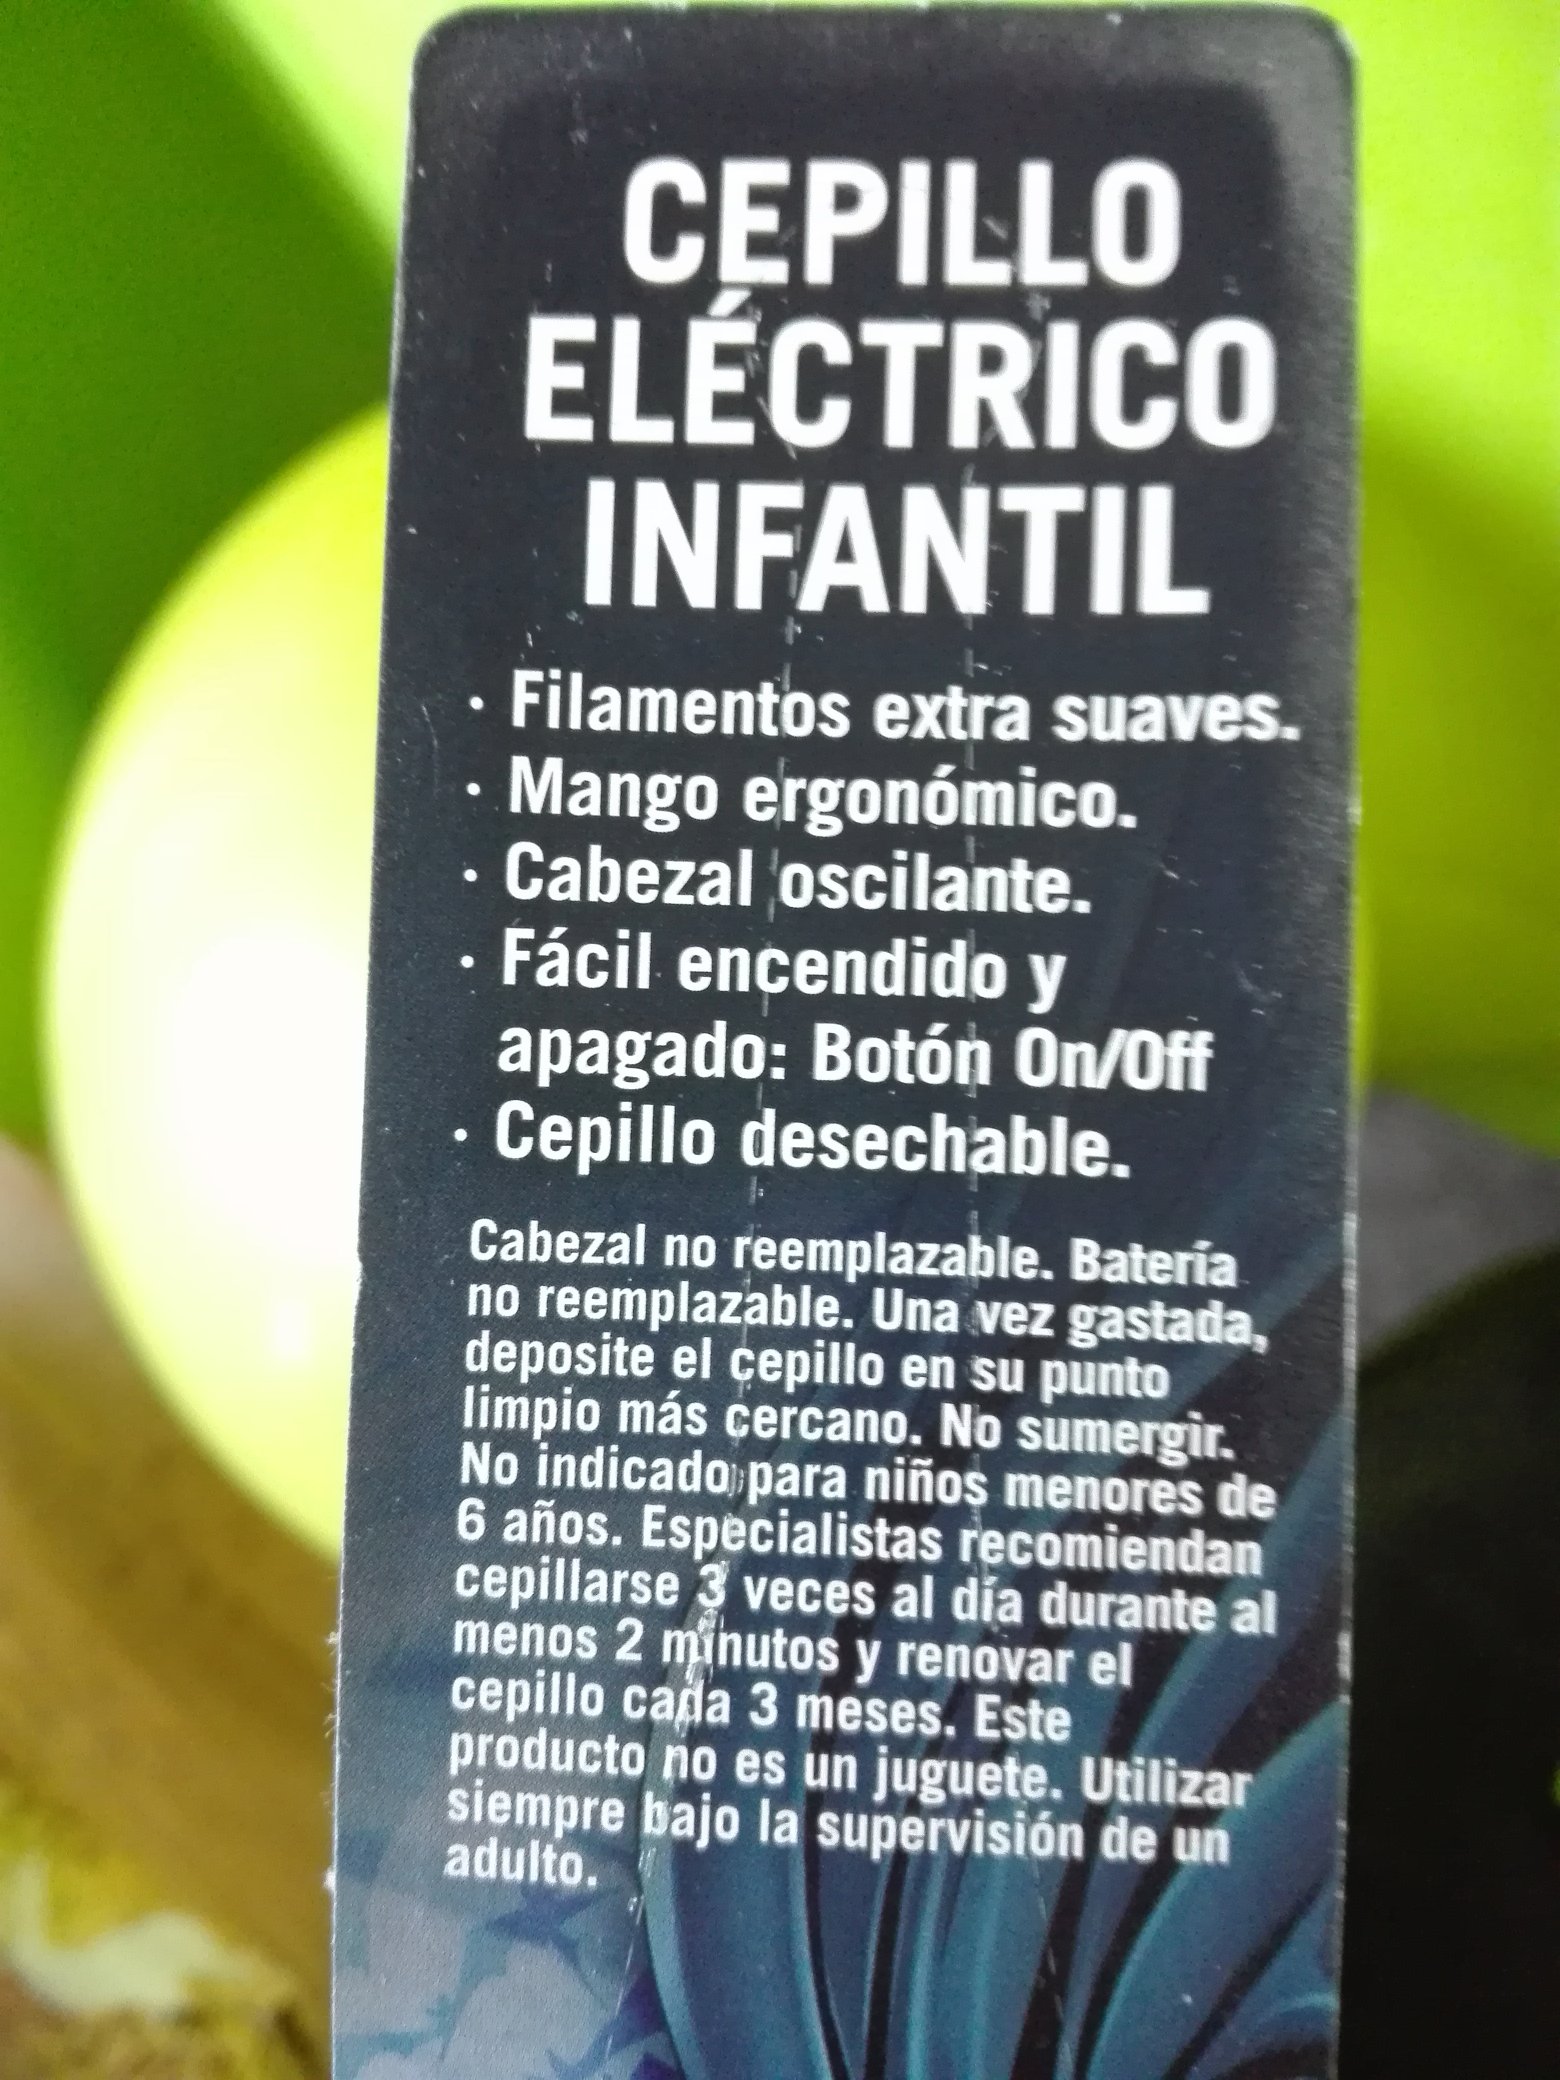 CEPILLO
ELÉCTRICO
INFANTIL
· Filamentos extra suaves.
· Mango ergonómico.
· Cabezal oscilante.
· Fácil encendido y
apagado: Botón On/Off
· Cepillo desechable.
Cabezal no reemplazable. Batería
no reemplazable. Una vez gastada,
deposite el cepillo en su punto
limpio más cercano. No sumergir.
No indicado para niños menores de
6 años. Especialistas recomiendan
cepillarse 3 veces al día durante al
menos 2 minutos y renovar el
cepillo cada 3 meses. Este
producto no es un juguete. Utilizar
siempre bajo la supervisión de un
adulto.